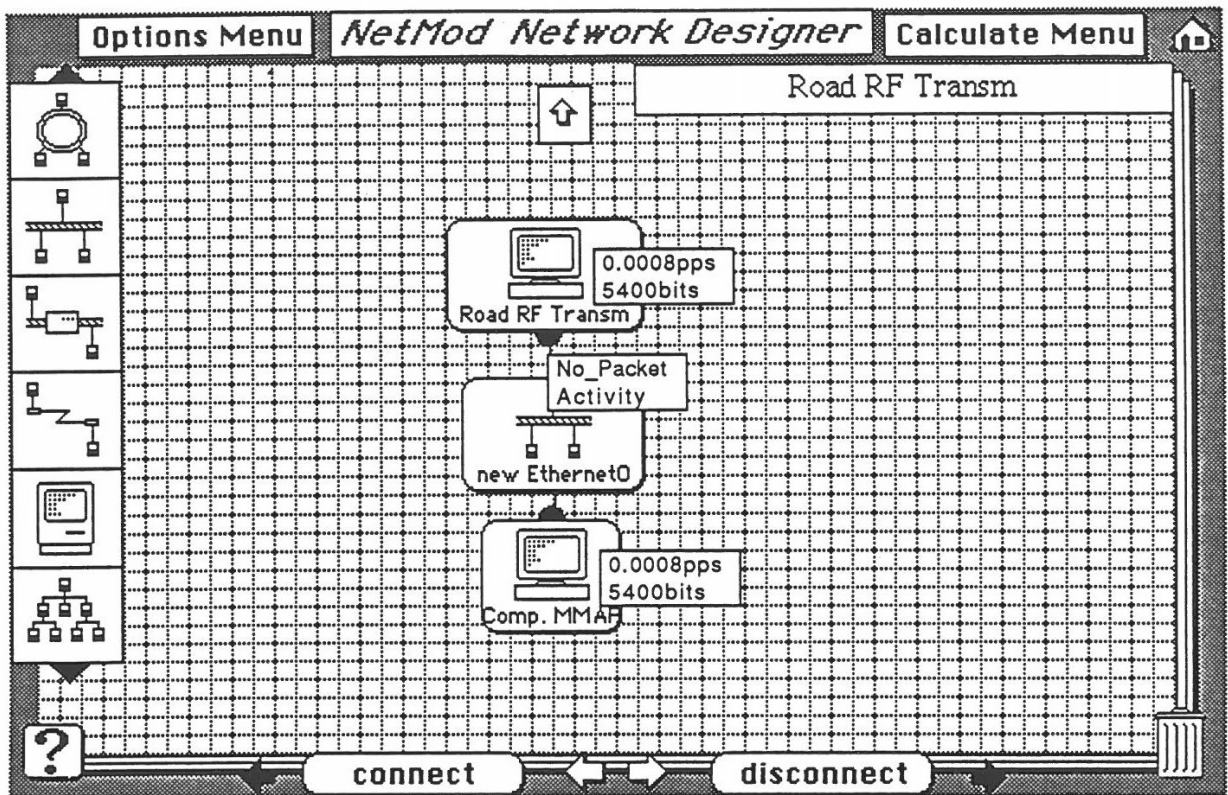 Options Menu
NetMod Network Designer
Calculate Menu
Road RF Transm
0.0008pps
5400bits
Road RF Transm
No_Packet
Activity
new Ethernet0
0.0008pps
5400bits
Comp. MMAH
?
connect
disconnect